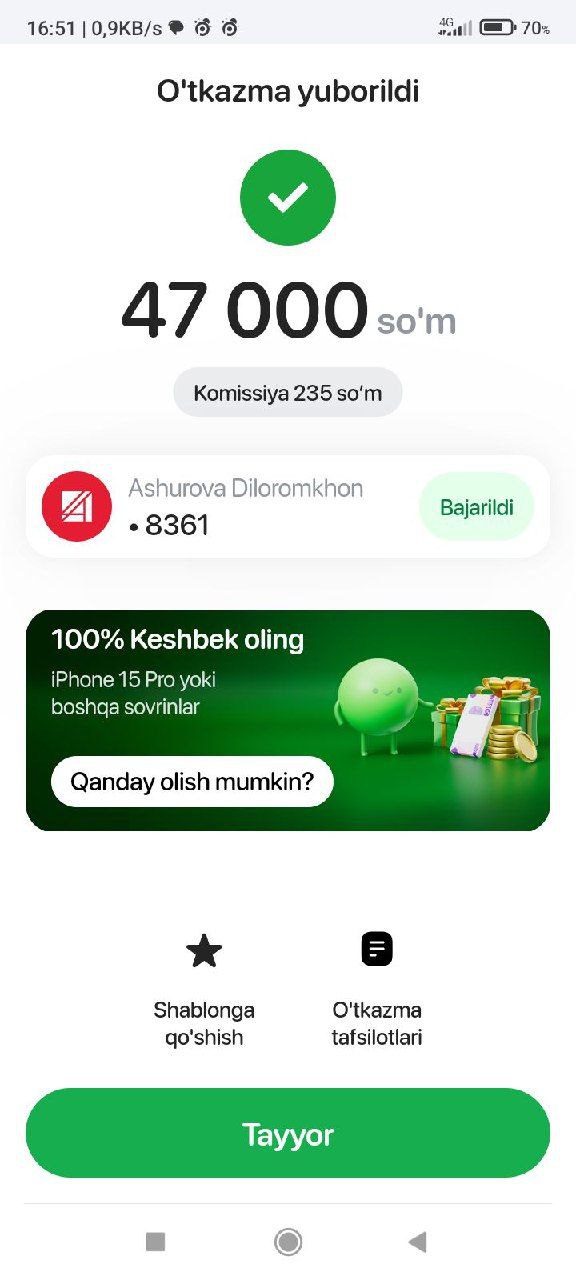 16:51 | 0,9KB/s
4G
70%
O'tkazma yuborildi
47 000 so'm
Komissiya 235 so‘m
Ashurova Diloromkhon
• 8361
Bajarildi
100% Keshbek oling
iPhone 15 Pro yoki
boshqa sovrinlar
Qanday olish mumkin?
Shablonga
qo'shish
O'tkazma
tafsilotlari
Tayyor